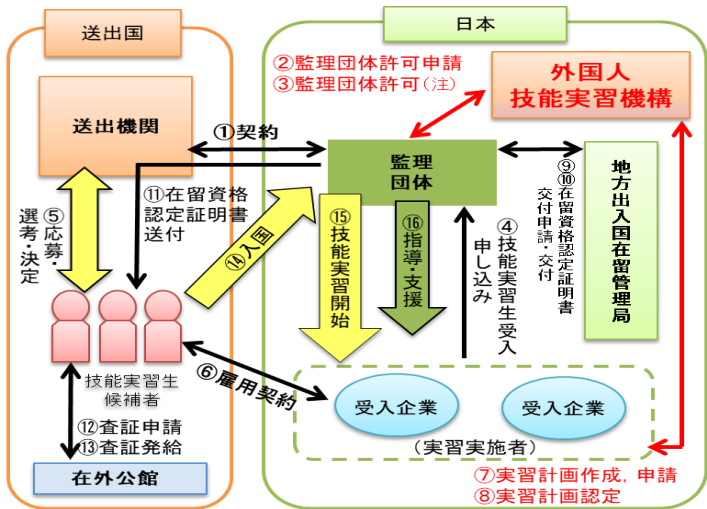 送出国
日本
送出機関
①契約
②監理団体許可申請
③監理団体許可(注)
外国人
技能実習機構
監理
団体
地方出入国在留管理局
⑨⑩在留資格認定証明書
交付申請・交付
⑪在留資格
認定証明書
送付
⑤応募・
選考・決定
⑭入国
⑮技能実習開始
⑯指導・支援
④技能実習生受入
申し込み
技能実習生
候補者
⑥雇用契約
受入企業
受入企業
(実習実施者)
⑫査証申請
⑬査証発給
在外公館
⑦実習計画作成，申請
⑧実習計画認定